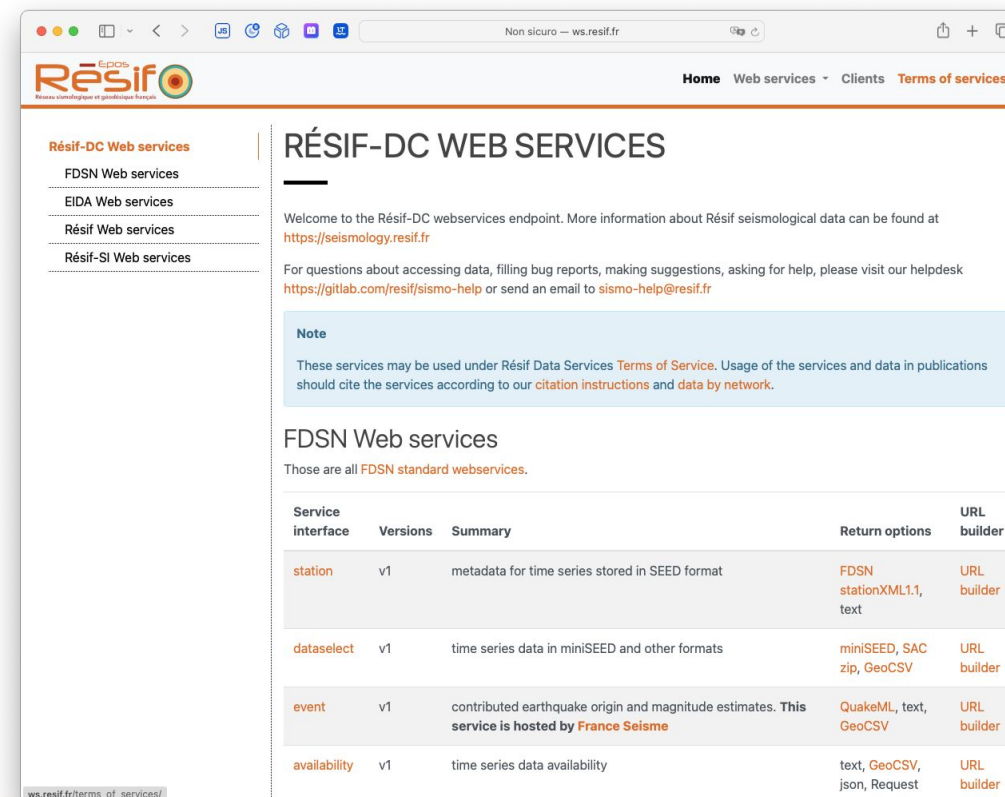 JS
LT
Non sicuro — ws.resif.fr
Epos
Résif
Réseau sismologique et géodésique français
Home Web services Clients Terms of services
Résif-DC Web services
FDSN Web services
EIDA Web services
Résif Web services
Résif-SI Web services
RÉSIF-DC WEB SERVICES
Welcome to the Résif-DC webservices endpoint. More information about Résif seismological data can be found at
https://seismology.resif.fr
For questions about accessing data, filling bug reports, making suggestions, asking for help, please visit our helpdesk
https://gitlab.com/resif/sismo-help or send an email to sismo-help@resif.fr
Note
These services may be used under Résif Data Services Terms of Service. Usage of the services and data in publications
should cite the services according to our citation instructions and data by network.
FDSN Web services
Those are all FDSN standard webservices.
Service interface Versions Summary Return options URL builder
station v1 metadata for time series stored in SEED format FDSN URL
stationXML1.1, builder
text
dataselect v1 time series data in miniSEED and other formats miniSEED, SAC URL
zip, GeoCSV builder
event v1 contributed earthquake origin and magnitude estimates. This QuakeML, text, URL
service is hosted by France Seisme GeoCSV builder
availability v1 time series data availability text, GeoCSV, URL
json, Request builder
ws.resif.fr/terms_of_services/